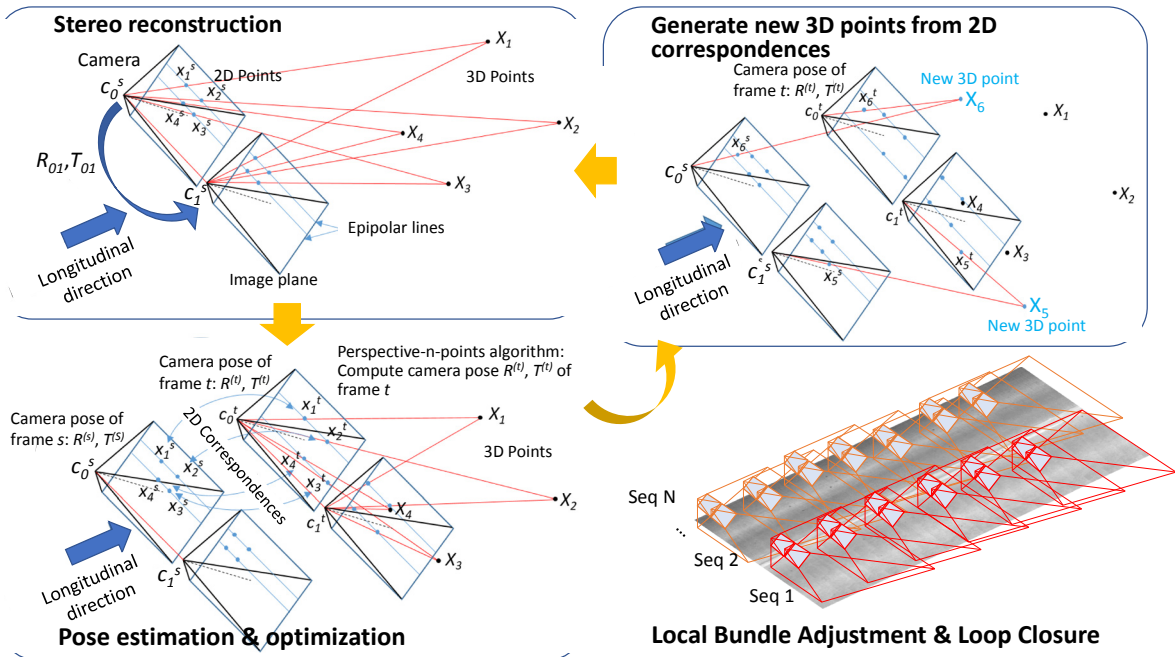 Stereo reconstruction
Camera
x₁ˢ
2D Points
x₂ˢ
C₀ˢ
x₄ˢ
x₃ˢ
3D Points
X₁
X₂
X₄
X₃
R₀₁,T₀₁
C₁ˢ
Epipolar lines
Image plane
Longitudinal
direction
Generate new 3D points from 2D
correspondences
Camera pose of
frame t: R⁽ᵗ⁾, T⁽ᵗ⁾
New 3D point
X₆
x₆ᵗ
C₀ᵗ
X₁
x₆ˢ
C₀ˢ
X₂
X₄
C₁ᵗ
X₃
x₅ᵗ
C₁ˢ
x₅ˢ
Longitudinal
direction
X₅
New 3D point
Camera pose of
frame t: R⁽ᵗ⁾, T⁽ᵗ⁾
Perspective-n-points algorithm:
Compute camera pose R⁽ᵗ⁾, T⁽ᵗ⁾ of
frame t
Camera pose of
frame s: R⁽ˢ⁾, T⁽ˢ⁾
C₀ᵗ
x₁ᵗ
x₂ᵗ
x₄ᵗ
x₃ᵗ
2D Correspondences
X₁
3D Points
X₂
X₄
X₃
C₀ˢ
x₁ˢ
x₂ˢ
x₄ˢ
x₃ˢ
C₁ᵗ
C₁ˢ
Longitudinal
direction
Pose estimation & optimization
Seq N
...
Seq 2
Seq 1
Local Bundle Adjustment & Loop Closure